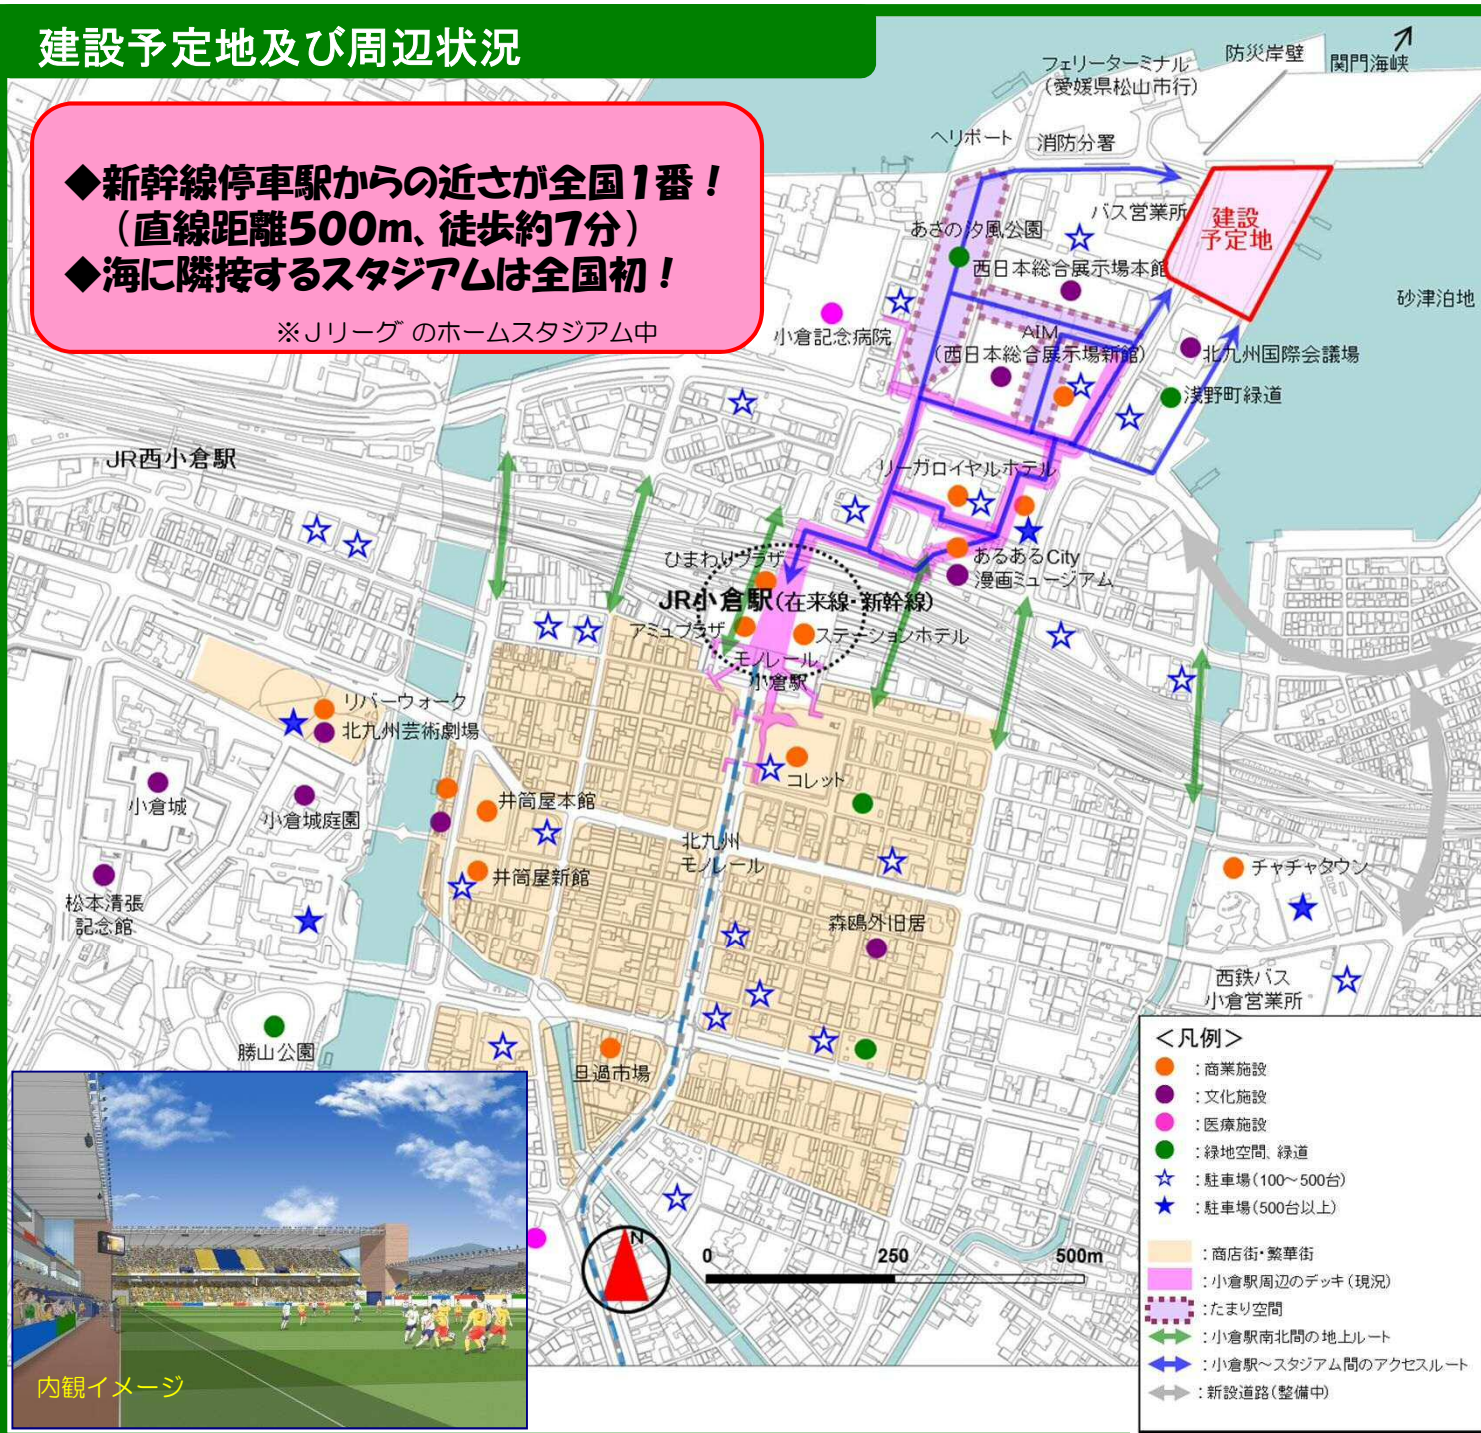 建設予定地及び周辺状況
◆新幹線停車駅からの近さが全国1番！
（直線距離500m、徒歩約7分）
◆海に隣接するスタジアムは全国初！
※Jリーグ のホームスタジアム中
フェリーターミナル
（愛媛県松山市行）
防災岸壁
関門海峡
ヘリポート
消防分署
バス営業所
建設
予定地
あさの汐風公園
西日本総合展示場本館
砂津泊地
小倉記念病院
AIM
（西日本総合展示場新館）
北九州国際会議場
浅野町緑道
JR西小倉駅
リーガロイヤルホテル
ひまわりプラザ
あるあるCity
漫画ミュージアム
JR小倉駅（在来線・新幹線）
アミュプラザ
ステーションホテル
モノレール
小倉駅
リバーウォーク
北九州芸術劇場
コレット
小倉城
小倉城庭園
井筒屋本館
北九州
モノレール
井筒屋新館
チャチャタウン
松本清張
記念館
森鴎外旧居
西鉄バス
小倉営業所
勝山公園
旦過市場
＜凡例＞
：商業施設
：文化施設
：医療施設
：緑地空間、緑道
：駐車場（100～500台）
：駐車場（500台以上）
：商店街・繁華街
：小倉駅周辺のデッキ（現況）
：たまり空間
：小倉駅南北間の地上ルート
：小倉駅～スタジアム間のアクセスルート
：新設道路（整備中）
N
0 250 500m
内観イメージ